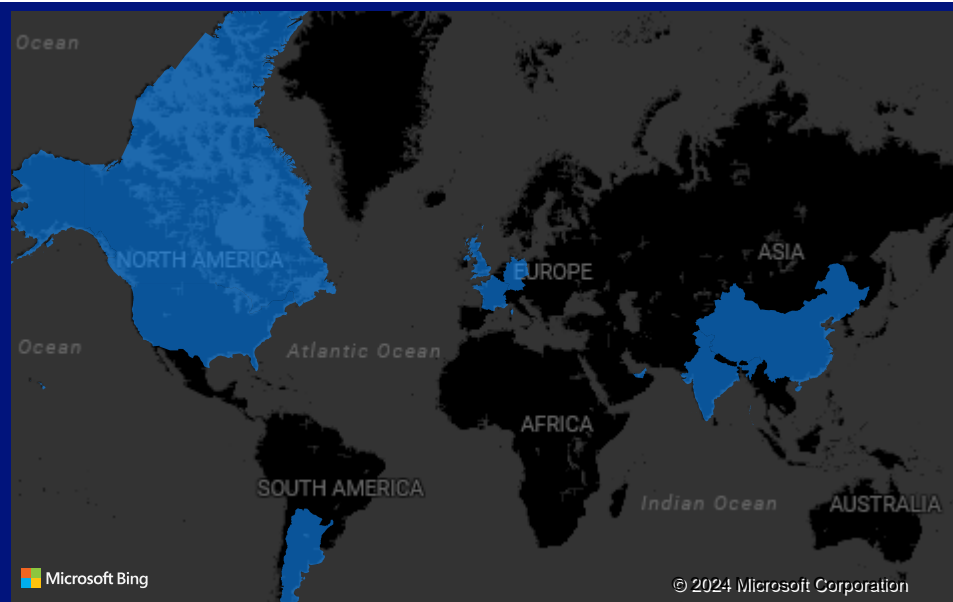 Ocean
NORTH AMERICA
EUROPE
ASIA
Ocean
Atlantic Ocean
AFRICA
SOUTH AMERICA
Indian Ocean
AUSTRALIA
Microsoft Bing
© 2024 Microsoft Corporation